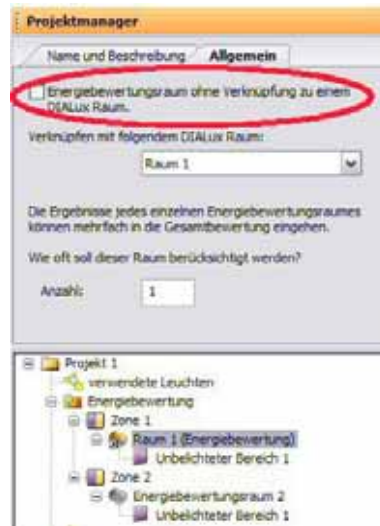 Projektmanager
Name und Beschreibung
Allgemein
Energiebewertungsraum ohne Verknüpfung zu einem
DIALux Raum.
Verknüpfen mit folgendem DIALux Raum:
Raum 1
Die Ergebnisse jedes einzelnen Energiebewertungsraumes
können mehrfach in die Gesamtbewertung eingehen.
Wie oft soll dieser Raum berücksichtigt werden?
Anzahl: 1
Projekt 1
verwendete Leuchten
Energiebewertung
Zone 1
Raum 1 (Energiebewertung)
Unbelichteter Bereich 1
Zone 2
Energiebewertungsraum 2
Unbelichteter Bereich 1